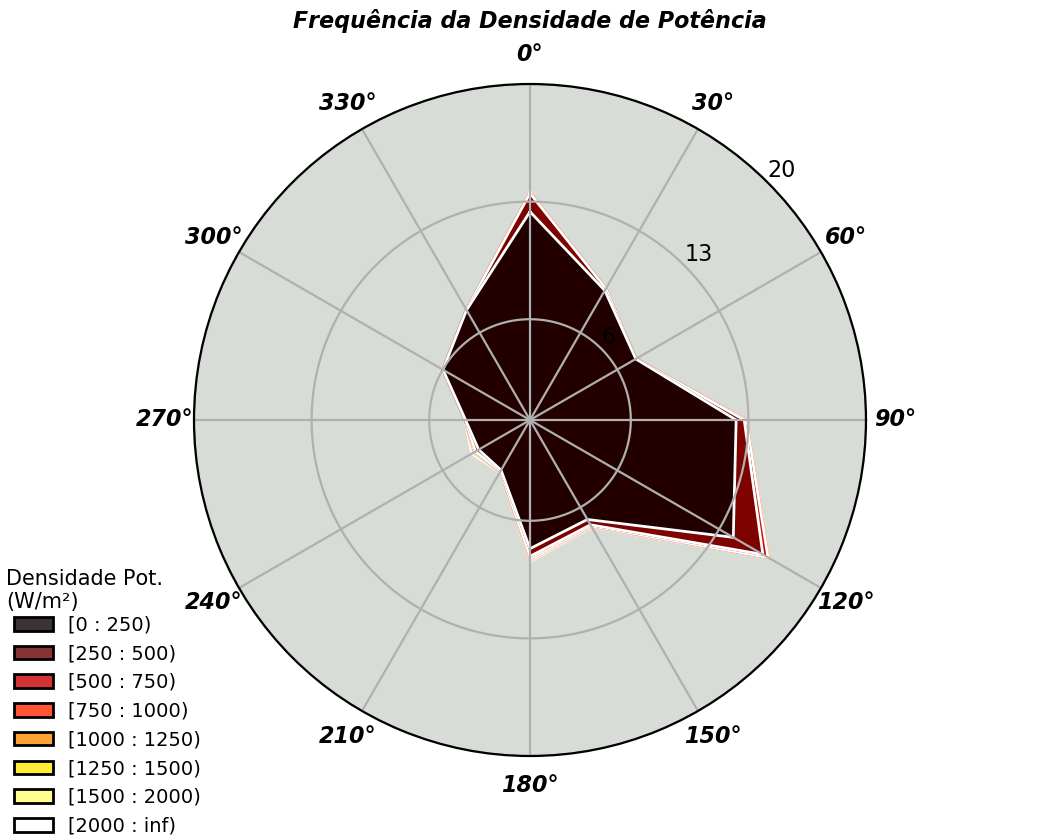 Frequência da Densidade de Potência
0°
330°
30°
20
300°
60°
13
6
270°
90°
Densidade Pot.
(W/m²)
240°
120°
[0 : 250)
[250 : 500)
[500 : 750)
[750 : 1000)
[1000 : 1250)
[1250 : 1500)
[1500 : 2000)
[2000 : inf)
210°
150°
180°